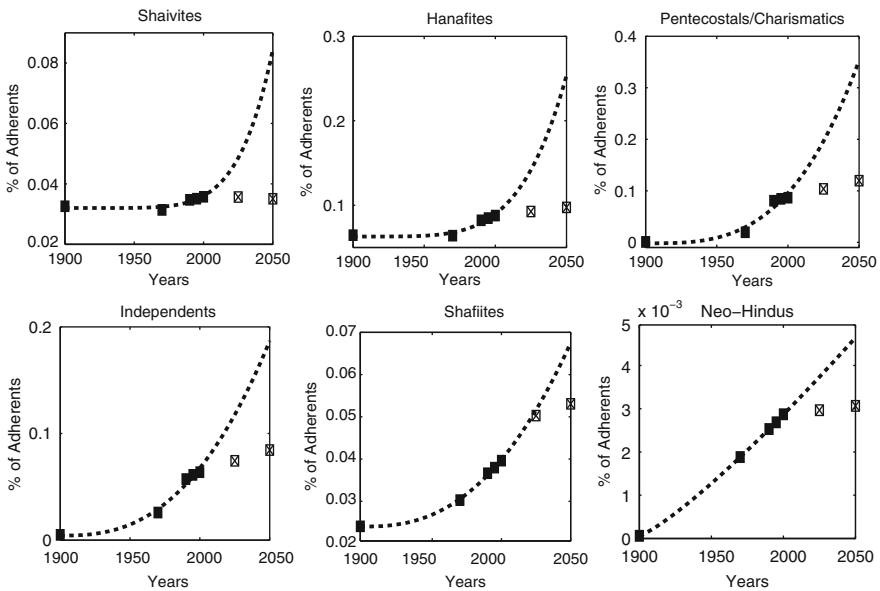 Shaivites
% of Adherents
0.08
0.06
0.04
0.02
1900
1950
2000
2050
Years
Hanafites
% of Adherents
0.3
0.2
0.1
1900
1950
2000
2050
Years
Pentecostals/Charismatics
% of Adherents
0.4
0.3
0.2
0.1
0
1900
1950
2000
2050
Years
Independents
% of Adherents
0.2
0.1
0
1900
1950
2000
2050
Years
Shafiites
% of Adherents
0.07
0.06
0.05
0.04
0.03
0.02
1900
1950
2000
2050
Years
x 10⁻³
Neo−Hindus
% of Adherents
5
4
3
2
1
0
1900
1950
2000
2050
Years